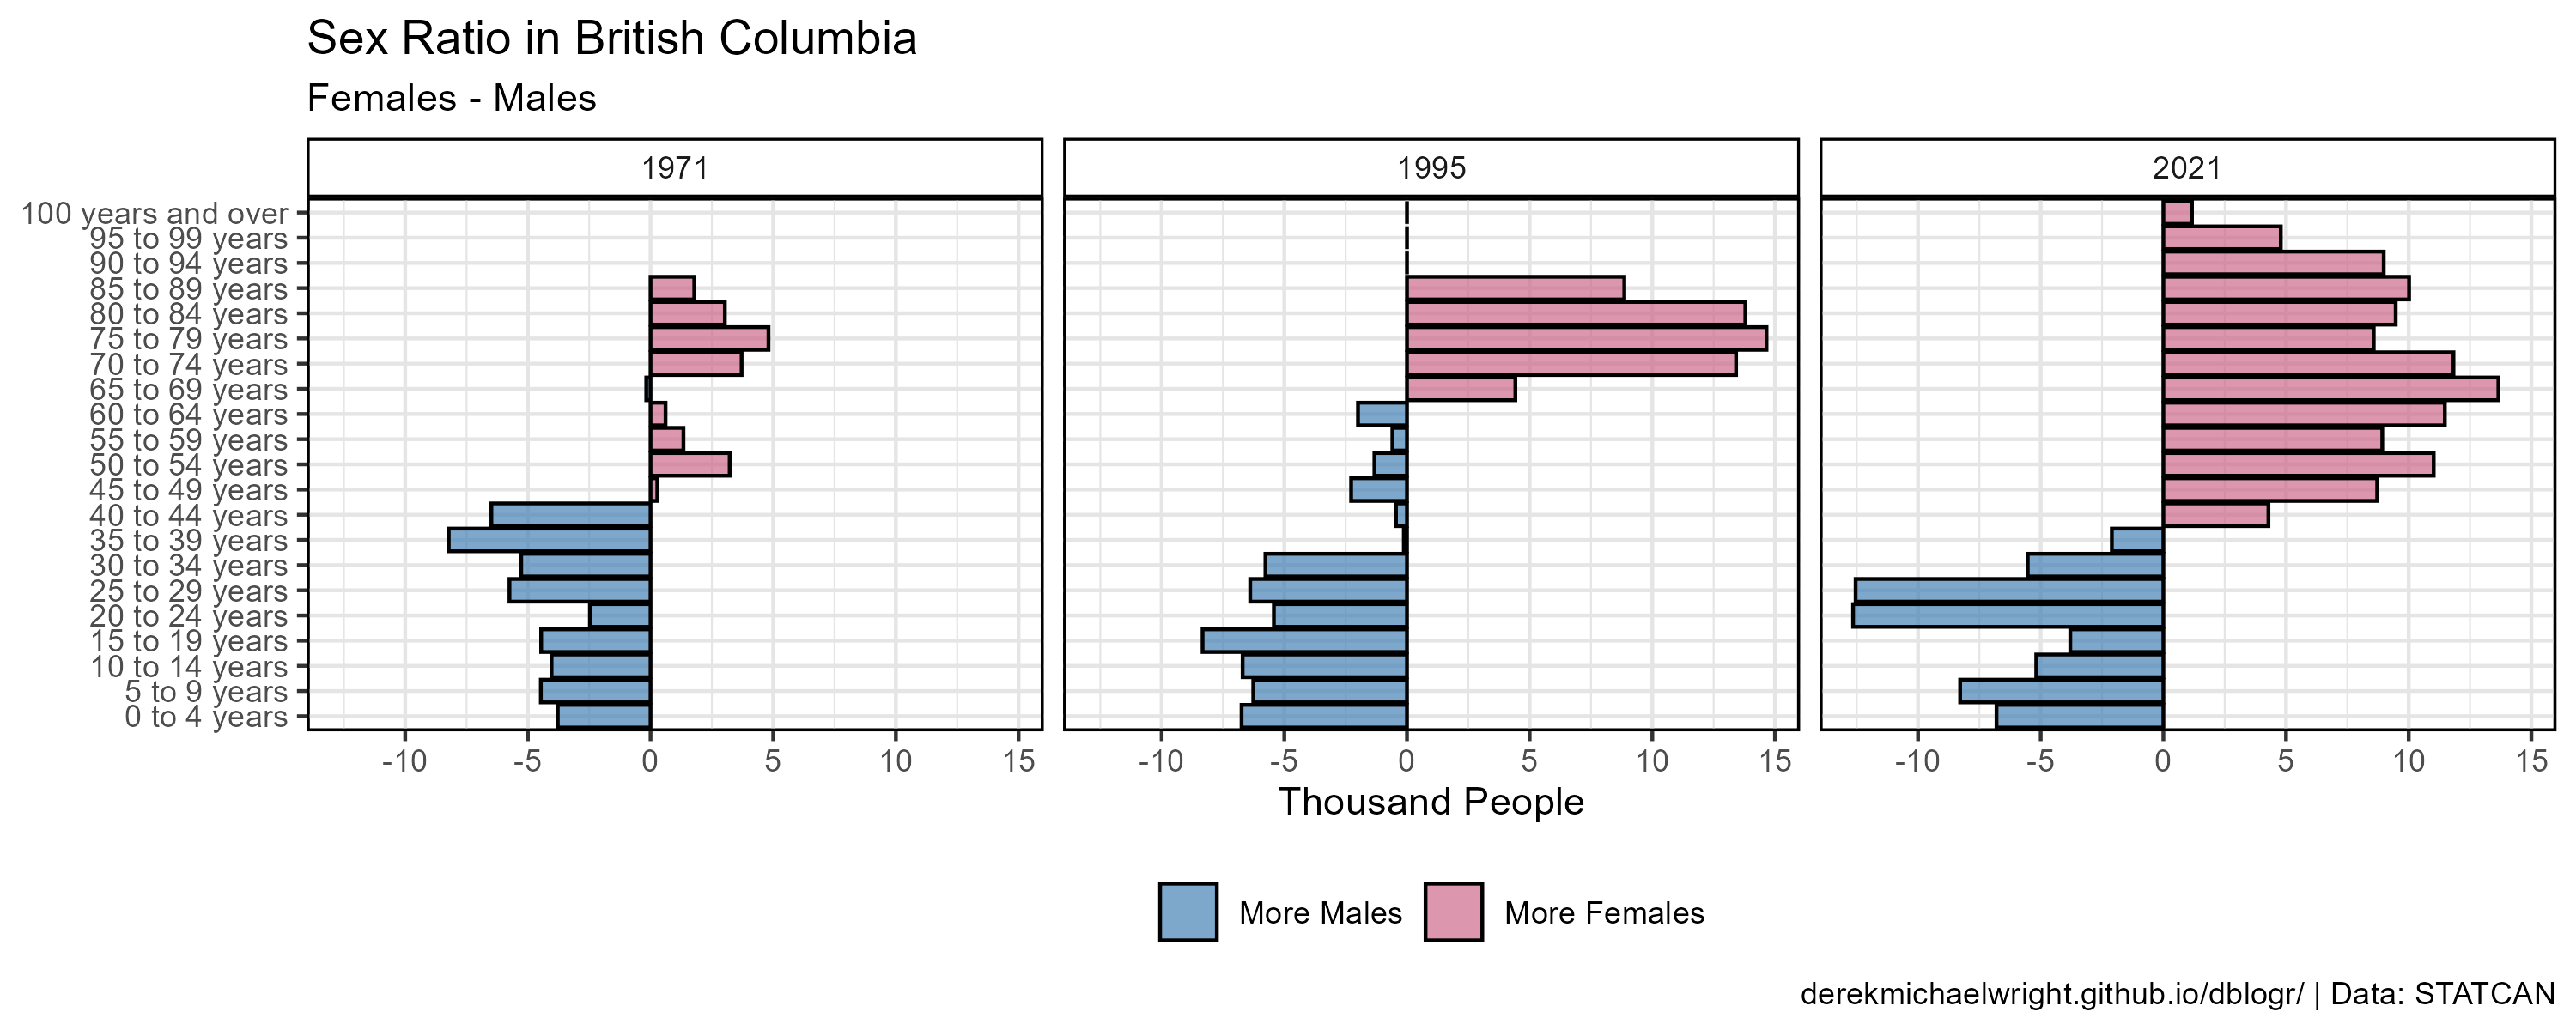 Sex Ratio in British Columbia
Females - Males
1971
1995
2021
100 years and over
95 to 99 years
90 to 94 years
85 to 89 years
80 to 84 years
75 to 79 years
70 to 74 years
65 to 69 years
60 to 64 years
55 to 59 years
50 to 54 years
45 to 49 years
40 to 44 years
35 to 39 years
30 to 34 years
25 to 29 years
20 to 24 years
15 to 19 years
10 to 14 years
5 to 9 years
0 to 4 years
-10 -5 0 5 10 15
-10 -5 0 5 10 15
-10 -5 0 5 10 15
Thousand People
More Males
More Females
derekmichaelwright.github.io/dblogr/ | Data: STATCAN